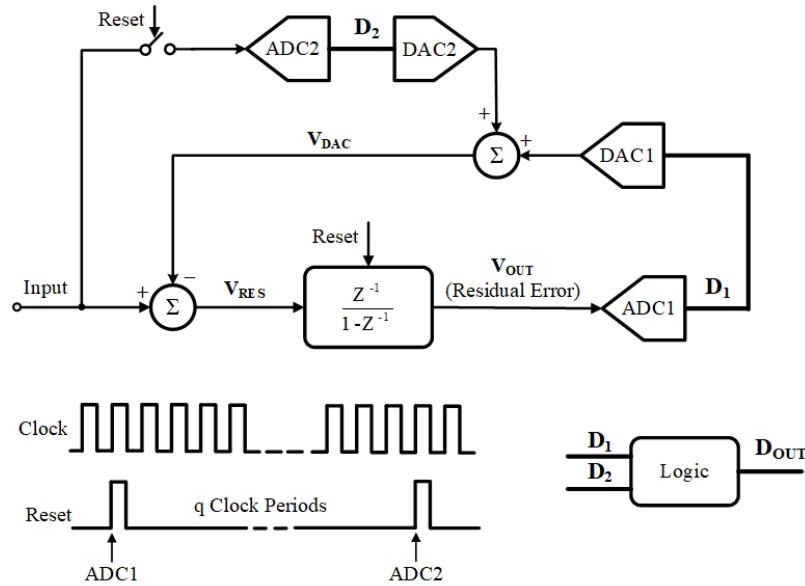 Reset
ADC2
D2
DAC2
+
VDAC
Σ
+
DAC1
Reset
Input
+
−
Σ
VRES
Z -1
1 - Z -1
VOUT
(Residual Error)
ADC1
D1
Clock
Reset
q Clock Periods
ADC1
ADC2
D1
D2
Logic
DOUT